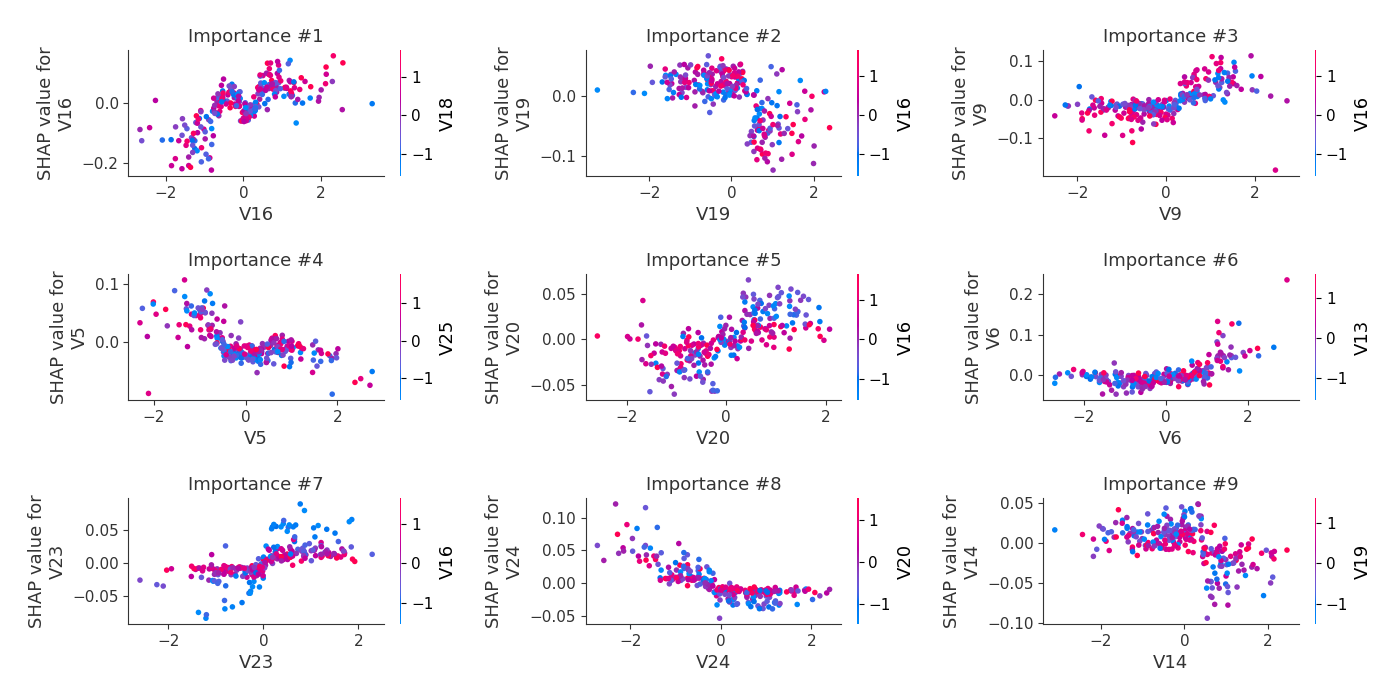 Importance #1
SHAP value for
V16
0.0
−0.2
−2
0
2
V16
1
0
−1
V18
Importance #2
SHAP value for
V19
0.0
−0.1
−2
0
2
V19
1
0
−1
V16
Importance #3
SHAP value for
V9
0.1
0.0
−0.1
−2
0
2
V9
1
0
−1
V16
Importance #4
SHAP value for
V5
0.1
0.0
−2
0
2
V5
1
0
−1
V25
Importance #5
SHAP value for
V20
0.05
0.00
−0.05
−2
0
2
V20
1
0
−1
V16
Importance #6
SHAP value for
V6
0.2
0.1
0.0
−2
0
2
V6
1
0
−1
V13
Importance #7
SHAP value for
V23
0.05
0.00
−0.05
−2
0
2
V23
1
0
−1
V16
Importance #8
SHAP value for
V24
0.10
0.05
0.00
−0.05
−2
0
2
V24
1
0
−1
V20
Importance #9
SHAP value for
V14
0.05
0.00
−0.05
−0.10
−2
0
2
V14
1
0
−1
V19